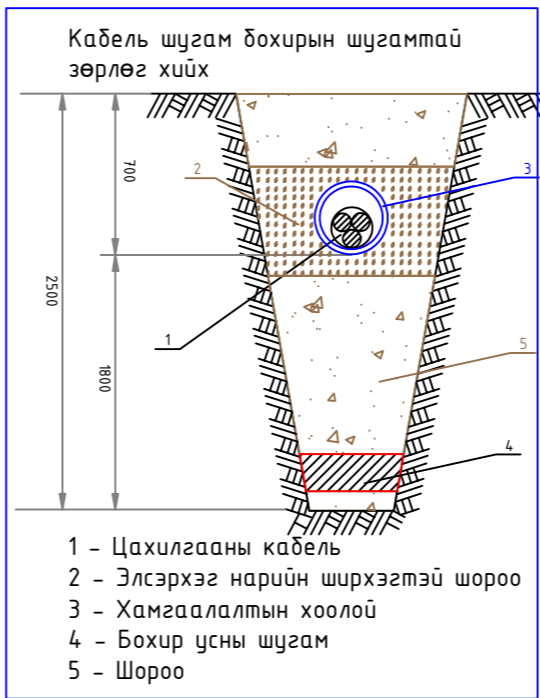 Кабель шугам бохирын шугамтай
зөрлөг хийх
700
2
3
2500
1
1800
5
4
1 - Цахилгааны кабель
2 - Элсэрхэг нарийн ширхэгтэй шороо
3 - Хамгаалалтын хоолой
4 - Бохир усны шугам
5 - Шороо